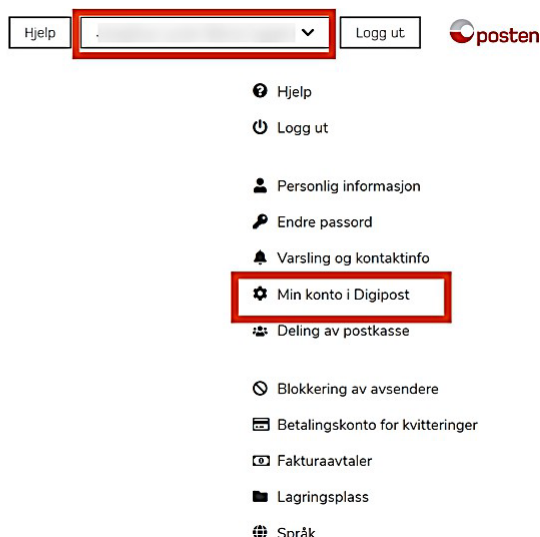 Hjelp
Logg ut
posten
Hjelp
Logg ut
Personlig informasjon
Endre passord
Varsling og kontaktinfo
Min konto i Digipost
Deling av postkasse
Blokkering av avsendere
Betalingskonto for kvitteringer
Fakturaavtaler
Lagringsplass
Språk